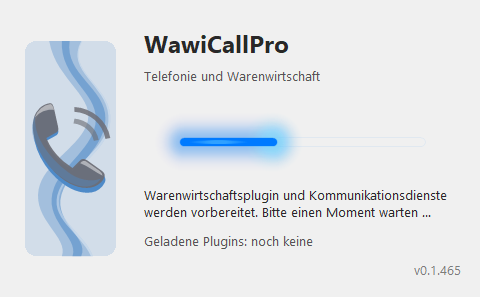 WawiCallPro
Telefonie und Warenwirtschaft
Warenwirtschaftsplugin und Kommunikationsdienste
werden vorbereitet. Bitte einen Moment warten ...
Geladene Plugins: noch keine
v0.1.465